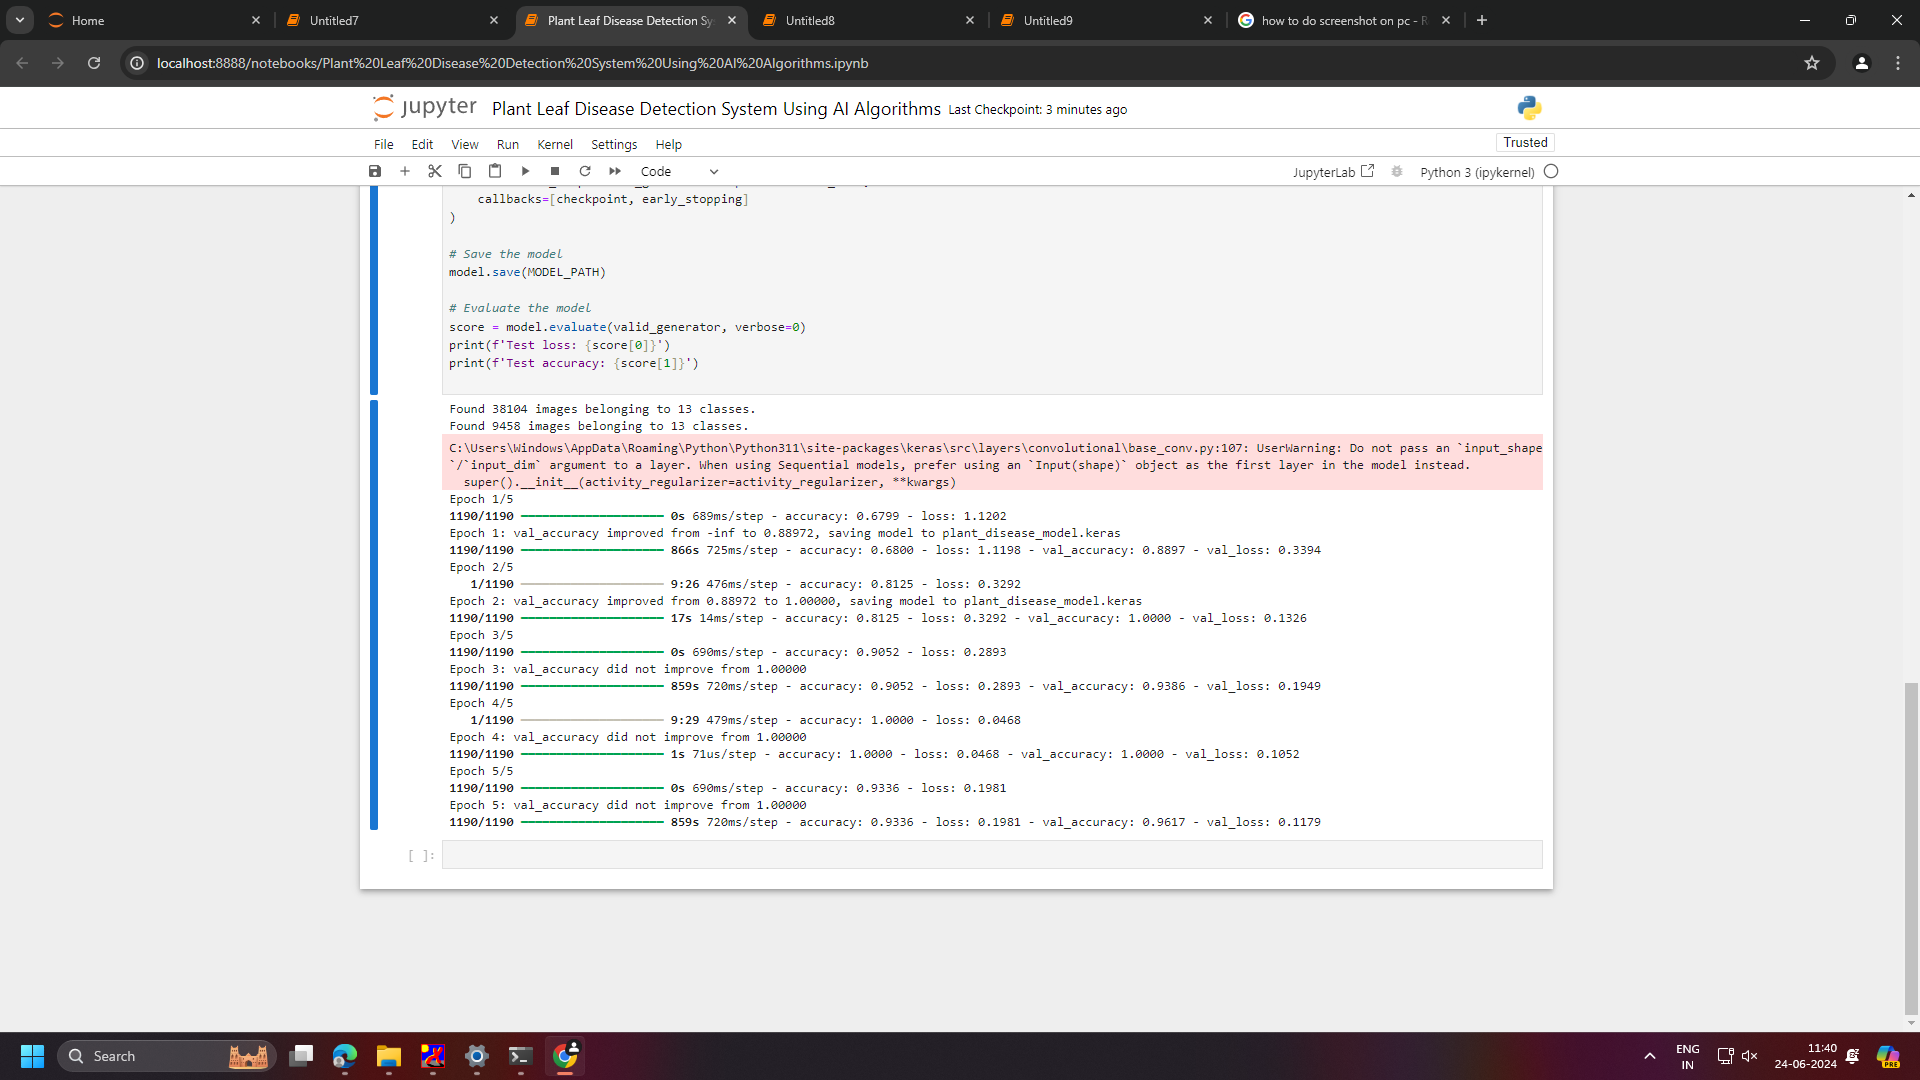 Home
Untitled7
Plant Leaf Disease Detection Sy
Untitled8
Untitled9
how to do screenshot on pc -
localhost:8888/notebooks/Plant%20Leaf%20Disease%20Detection%20System%20Using%20AI%20Algorithms.ipynb
jupyter Plant Leaf Disease Detection System Using AI Algorithms Last Checkpoint: 3 minutes ago
File Edit View Run Kernel Settings Help
Trusted
Code
JupyterLab
Python 3 (ipykernel)
callbacks=[checkpoint, early_stopping]
)
# Save the model
model.save(MODEL_PATH)
# Evaluate the model
score = model.evaluate(valid_generator, verbose=0)
print(f'Test loss: {score[0]}')
print(f'Test accuracy: {score[1]}')
Found 38104 images belonging to 13 classes.
Found 9458 images belonging to 13 classes.
C:\Users\Windows\AppData\Roaming\Python\Python311\site-packages\keras\src\layers\convolutional\base_conv.py:107: UserWarning: Do not pass an `input_shape
`/`input_dim` argument to a layer. When using Sequential models, prefer using an `Input(shape)` object as the first layer in the model instead.
super().__init__(activity_regularizer=activity_regularizer, **kwargs)
Epoch 1/5
1190/1190 0s 689ms/step - accuracy: 0.6799 - loss: 1.1202
Epoch 1: val_accuracy improved from -inf to 0.88972, saving model to plant_disease_model.keras
1190/1190 866s 725ms/step - accuracy: 0.6800 - loss: 1.1198 - val_accuracy: 0.8897 - val_loss: 0.3394
Epoch 2/5
1/1190 9:26 476ms/step - accuracy: 0.8125 - loss: 0.3292
Epoch 2: val_accuracy improved from 0.88972 to 1.00000, saving model to plant_disease_model.keras
1190/1190 17s 14ms/step - accuracy: 0.8125 - loss: 0.3292 - val_accuracy: 1.0000 - val_loss: 0.1326
Epoch 3/5
1190/1190 0s 690ms/step - accuracy: 0.9052 - loss: 0.2893
Epoch 3: val_accuracy did not improve from 1.00000
1190/1190 859s 720ms/step - accuracy: 0.9052 - loss: 0.2893 - val_accuracy: 0.9386 - val_loss: 0.1949
Epoch 4/5
1/1190 9:29 479ms/step - accuracy: 1.0000 - loss: 0.0468
Epoch 4: val_accuracy did not improve from 1.00000
1190/1190 1s 71us/step - accuracy: 1.0000 - loss: 0.0468 - val_accuracy: 1.0000 - val_loss: 0.1052
Epoch 5/5
1190/1190 0s 690ms/step - accuracy: 0.9336 - loss: 0.1981
Epoch 5: val_accuracy did not improve from 1.00000
1190/1190 859s 720ms/step - accuracy: 0.9336 - loss: 0.1981 - val_accuracy: 0.9617 - val_loss: 0.1179
[ ]:
Search
ENG
IN
11:40
24-06-2024
PRE